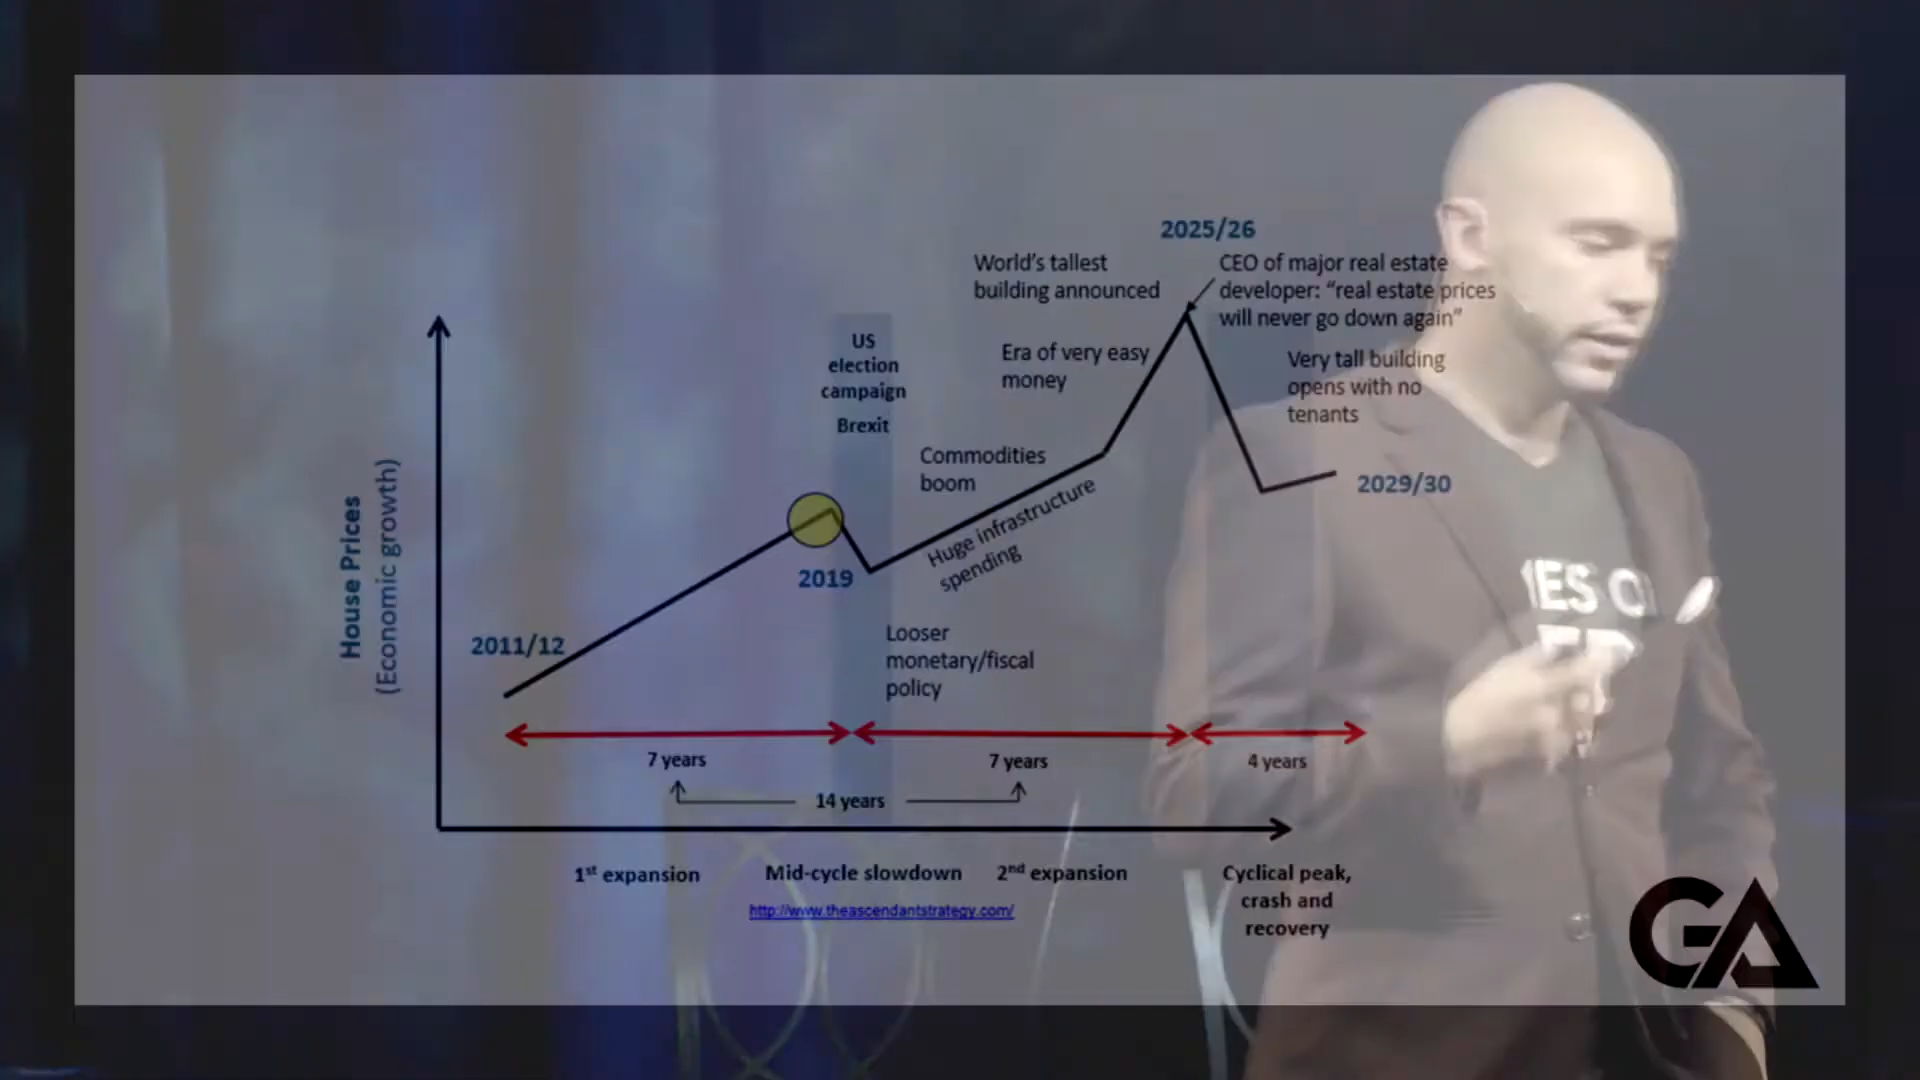 2025/26
World's tallest
building announced
CEO of major real estate
developer: "real estate prices
will never go down again"
US
election
campaign
Brexit
Era of very easy
money
Very tall building
opens with no
tenants
Commodities
boom
Huge infrastructure
spending
2029/30
House Prices
(Economic growth)
2019
2011/12
Looser
monetary/fiscal
policy
7 years
7 years
4 years
14 years
1st expansion
Mid-cycle slowdown
2nd expansion
Cyclical peak,
crash and
recovery
http://www.theascendantstrategy.com/
GA